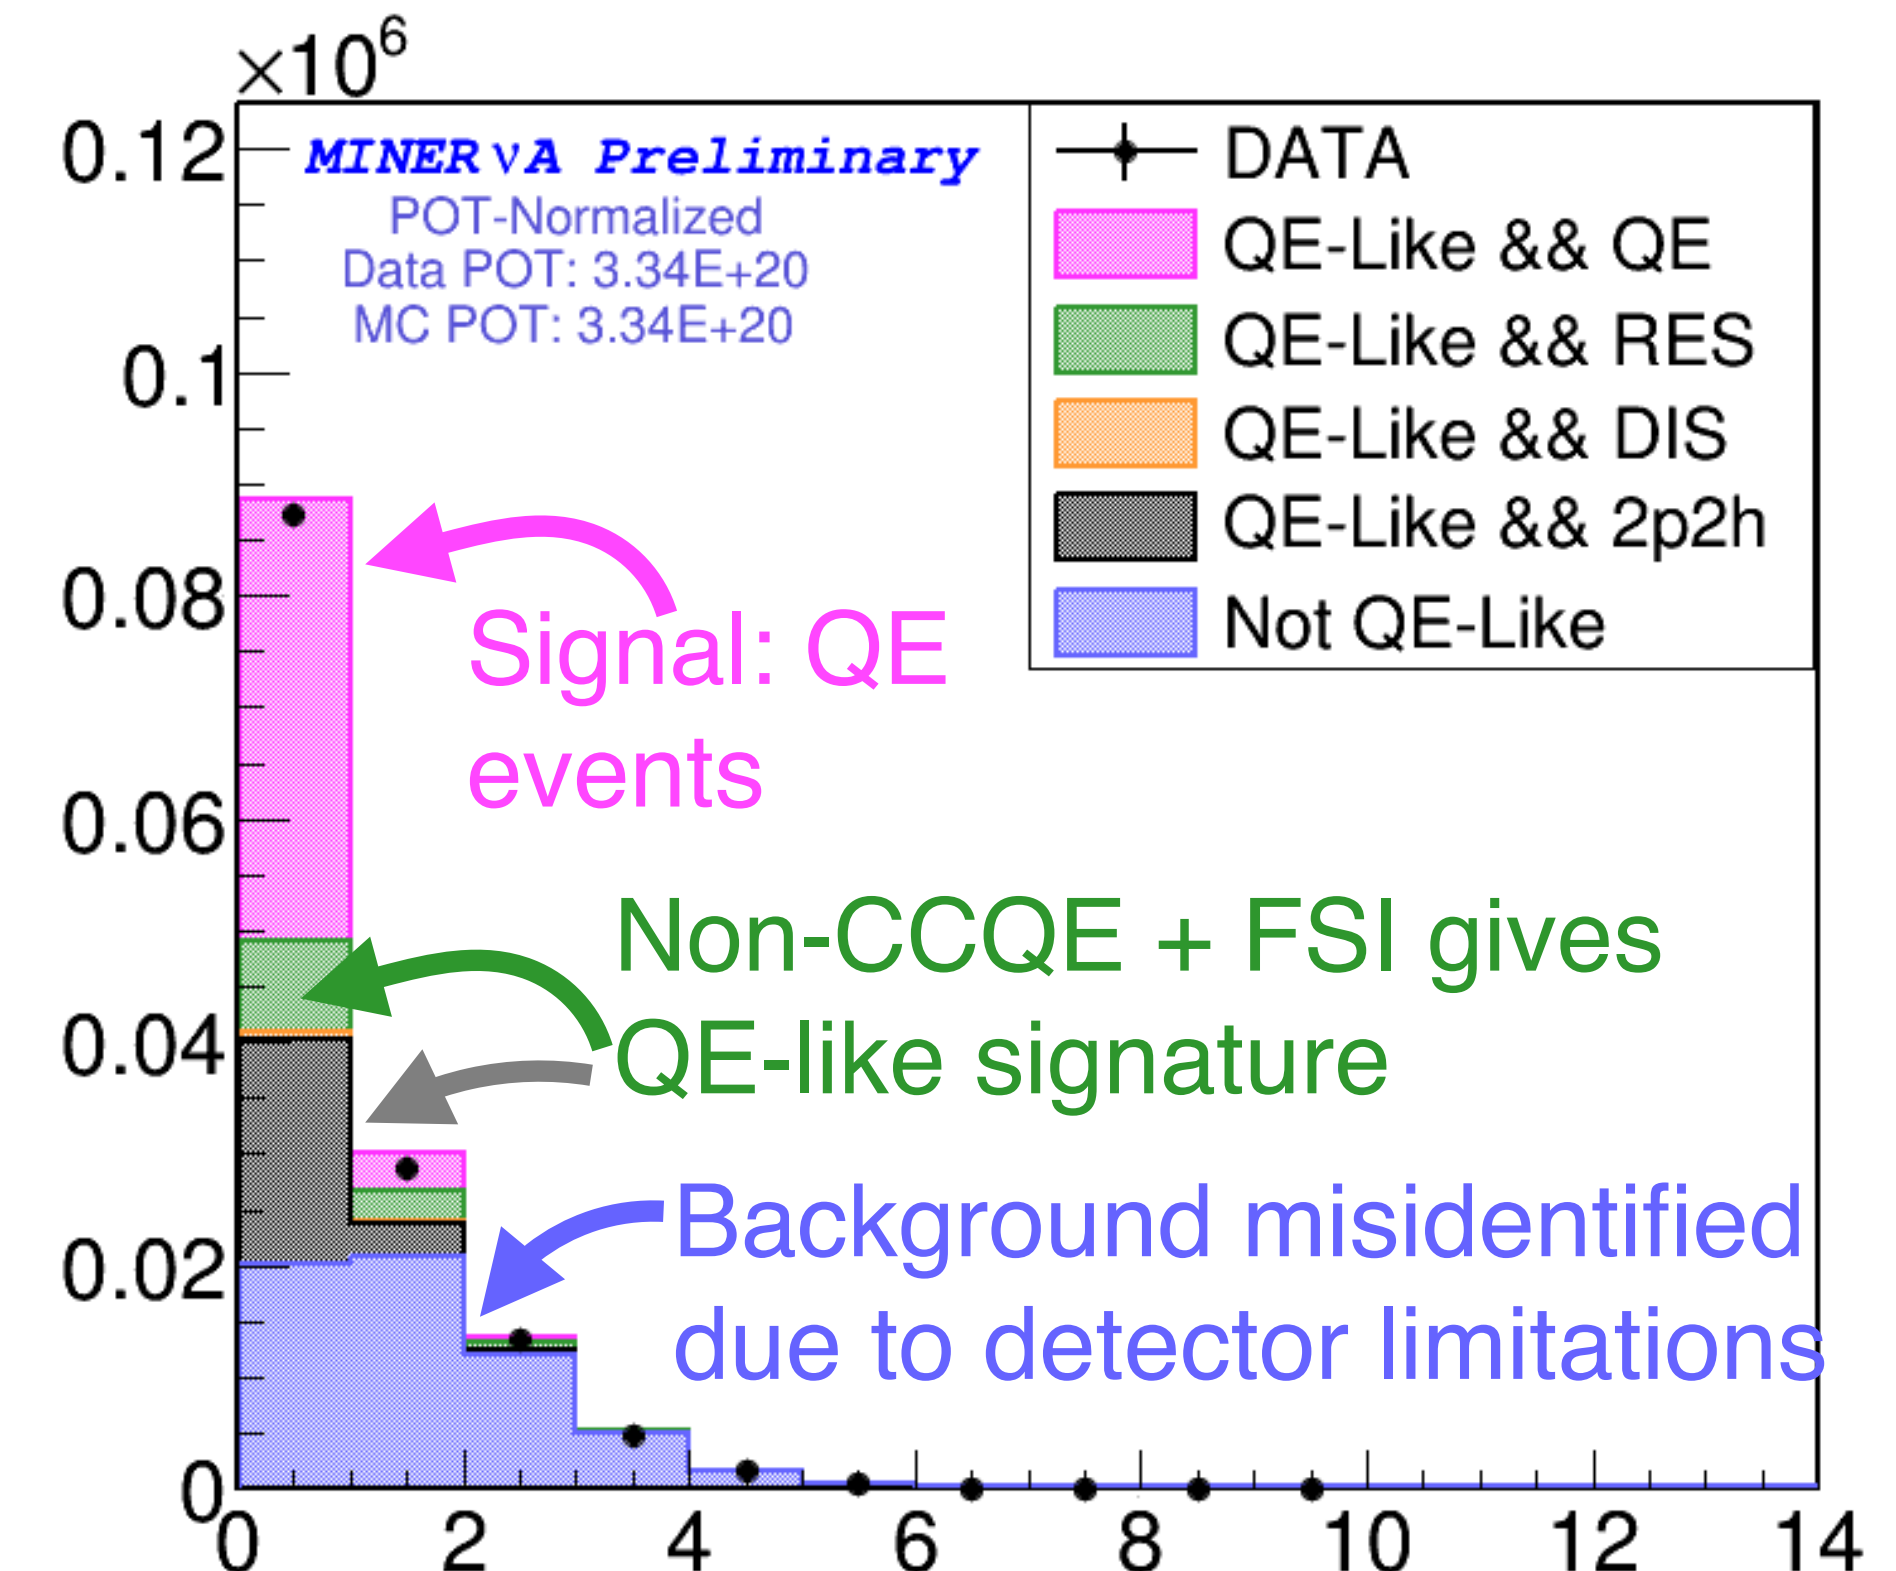 ×10⁶
0.12
0.1
0.08
0.06
0.04
0.02
0
MINERνA Preliminary
POT-Normalized
Data POT: 3.34E+20
MC POT: 3.34E+20
DATA
QE-Like && QE
QE-Like && RES
QE-Like && DIS
QE-Like && 2p2h
Not QE-Like
Signal: QE
events
Non-CCQE + FSI gives
QE-like signature
Background misidentified
due to detector limitations
0 2 4 6 8 10 12 14